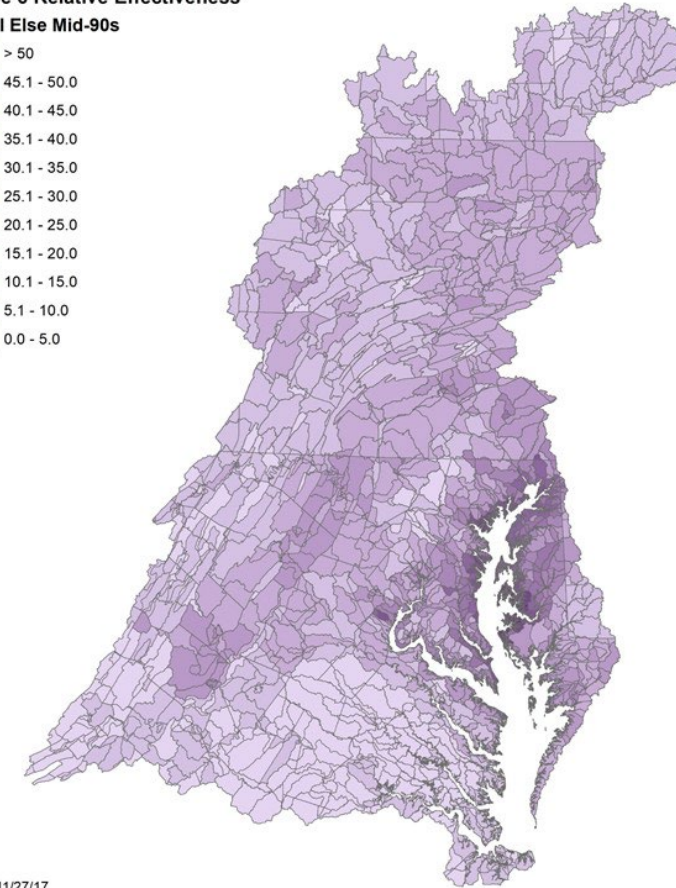 e 6 Relative Effectiveness
l Else Mid-90s
> 50
45.1 - 50.0
40.1 - 45.0
35.1 - 40.0
30.1 - 35.0
25.1 - 30.0
20.1 - 25.0
15.1 - 20.0
10.1 - 15.0
5.1 - 10.0
0.0 - 5.0
11/27/17